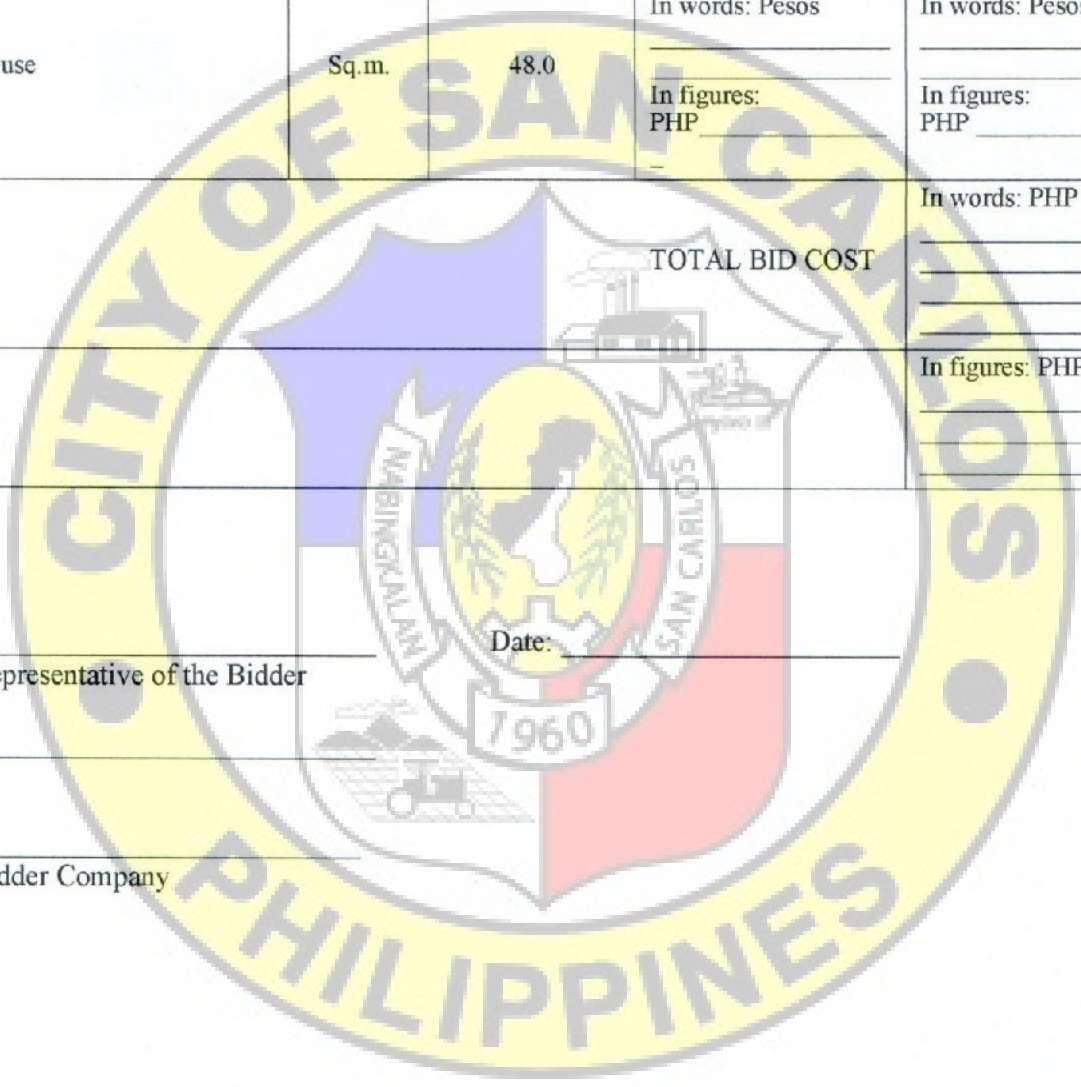 In words: Pesos
In words: Peso
use
Sq.m.
48.0
In figures:
PHP
In figures:
PHP
In words: PHP
TOTAL BID COST
In figures: PHP
Date:
presentative of the Bidder
dder Company
CITY OF SAN CARLOS
NABINGKALAN
SAN CARLOS
1960
PHILIPPINES